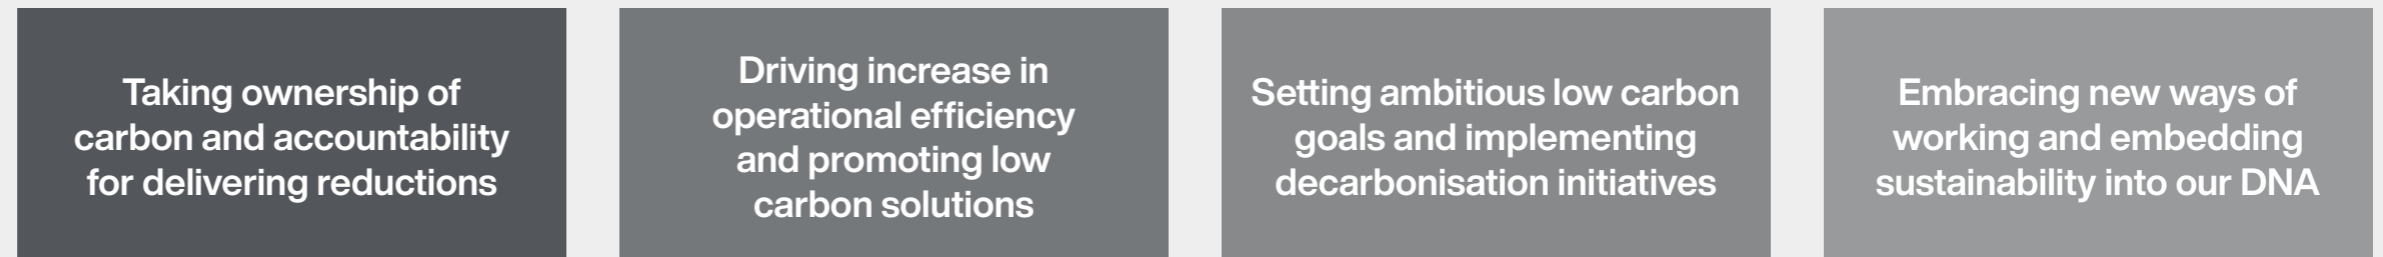 Taking ownership of
carbon and accountability
for delivering reductions
Driving increase in
operational efficiency
and promoting low
carbon solutions
Setting ambitious low carbon
goals and implementing
decarbonisation initiatives
Embracing new ways of
working and embedding
sustainability into our DNA